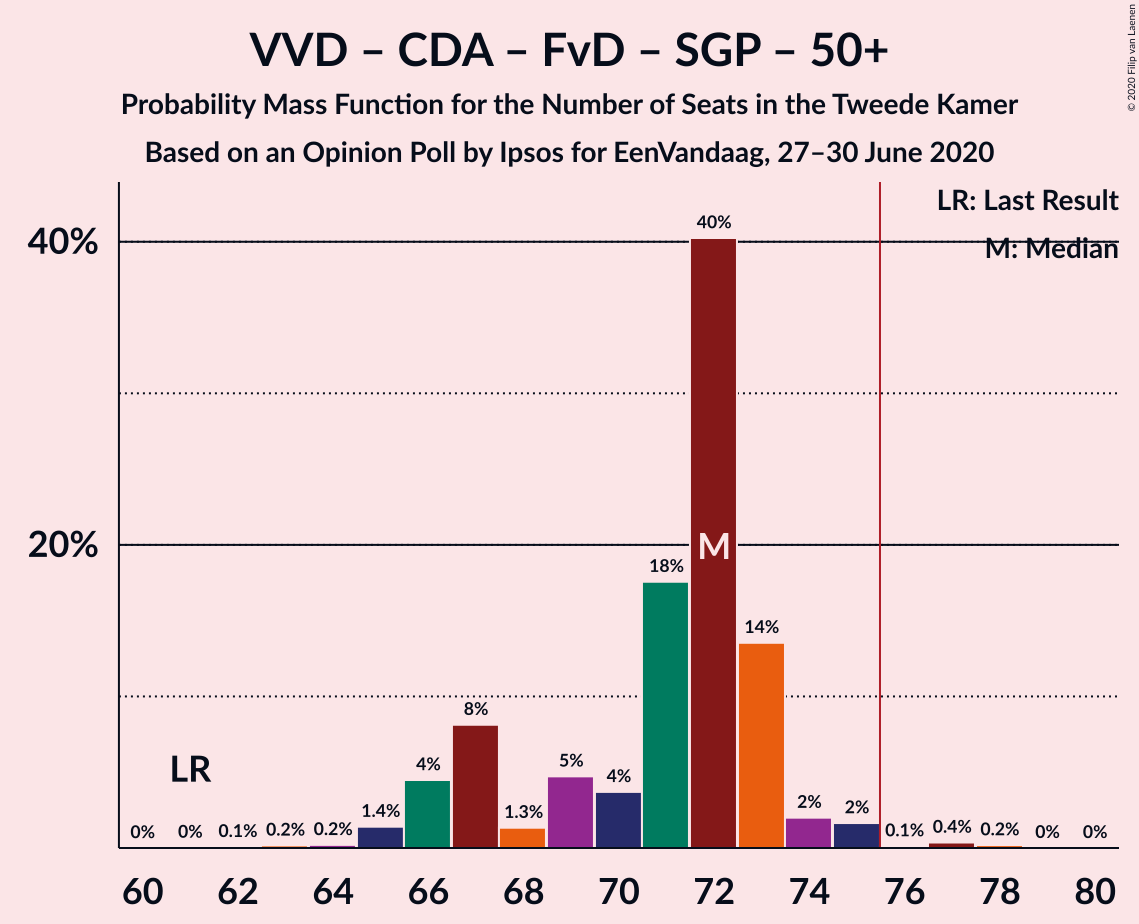 VVD – CDA – FvD – SGP – 50+
Probability Mass Function for the Number of Seats in the Tweede Kamer
Based on an Opinion Poll by Ipsos for EenVandaag, 27–30 June 2020
© 2020 Filip van Laenen
LR: Last Result
M: Median
40%
20%
40%
M
18%
14%
8%
LR
4%
5%
4%
1.4%
1.3%
2%
2%
0%
0%
0.1%
0.2%
0.2%
0.1%
0.4%
0.2%
0%
0%
60 62 64 66 68 70 72 74 76 78 80